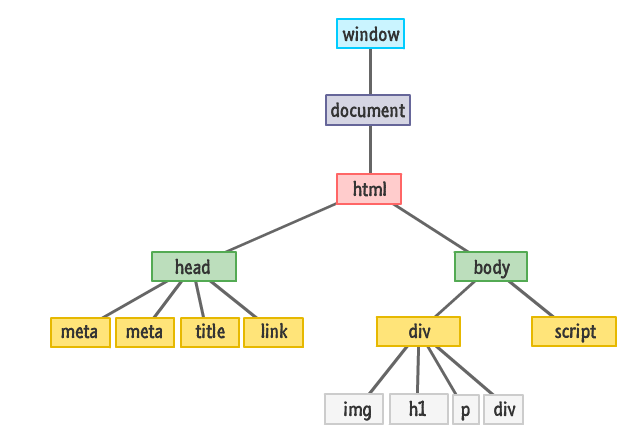 window
document
html
head body
meta meta title link div script
img h1 p div